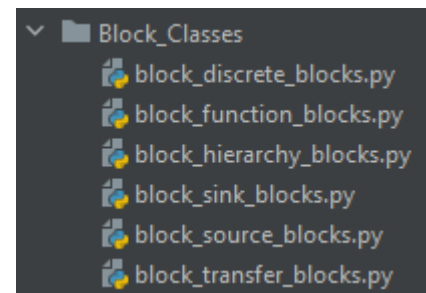 Block_Classes
block_discrete_blocks.py
block_function_blocks.py
block_hierarchy_blocks.py
block_sink_blocks.py
block_source_blocks.py
block_transfer_blocks.py